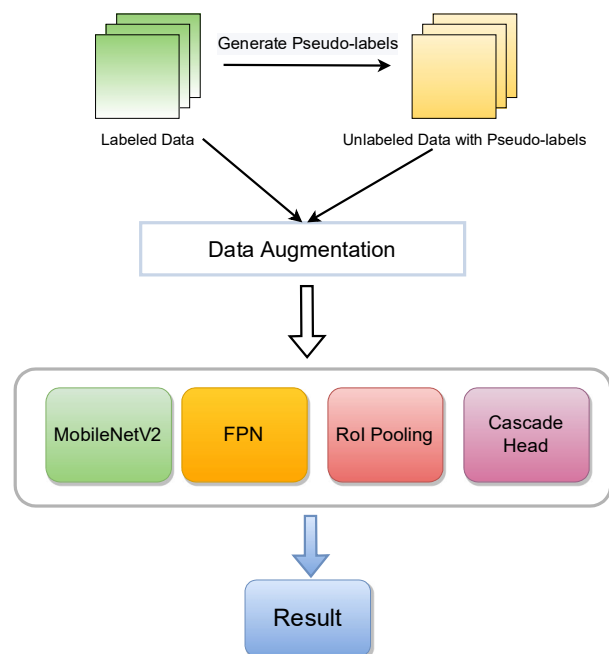 Generate Pseudo-labels
Labeled Data
Unlabeled Data with Pseudo-labels
Data Augmentation
MobileNetV2
FPN
RoI Pooling
Cascade
Head
Result